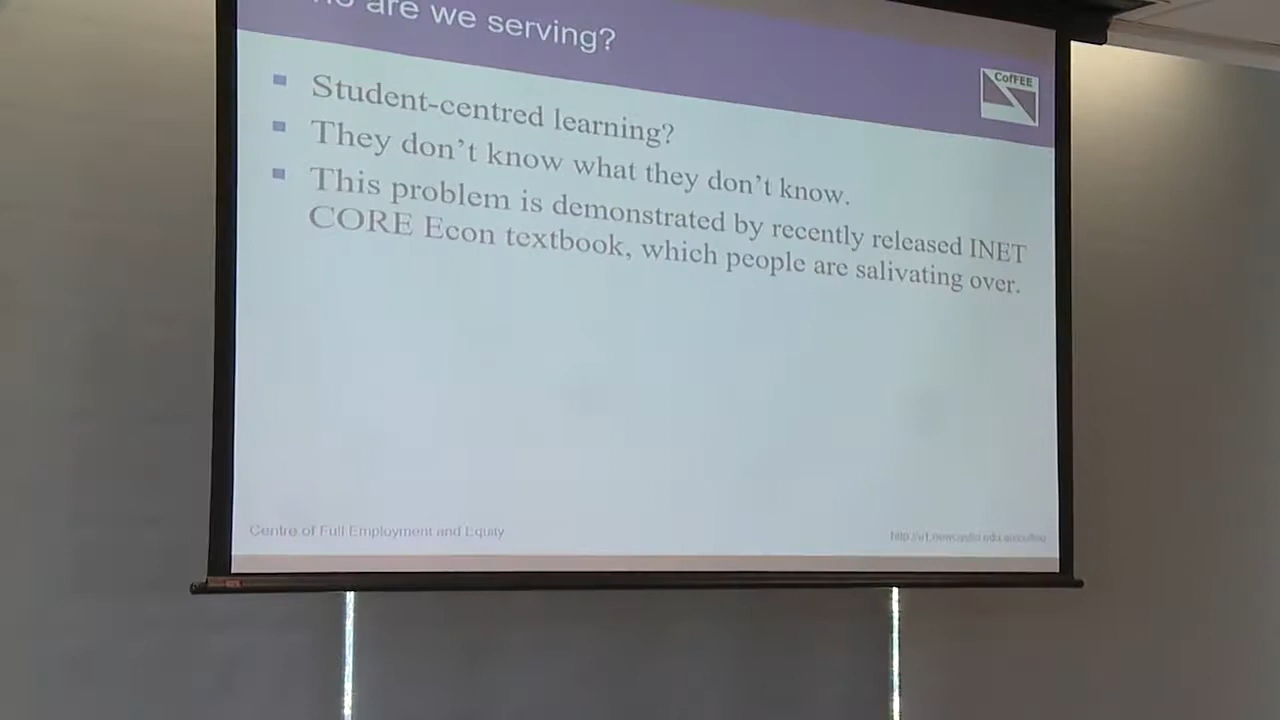 are we serving?
CofFEE
Student-centred learning?
They don't know what they don't know.
This problem is demonstrated by recently released INET
CORE Econ textbook, which people are salivating over.
Centre of Full Employment and Equity